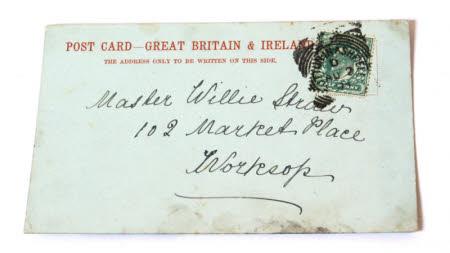 POST CARD—GREAT BRITAIN & IRELAND
THE ADDRESS ONLY TO BE WRITTEN ON THIS SIDE.
Master Willie Straw
102 Market Place
Worksop